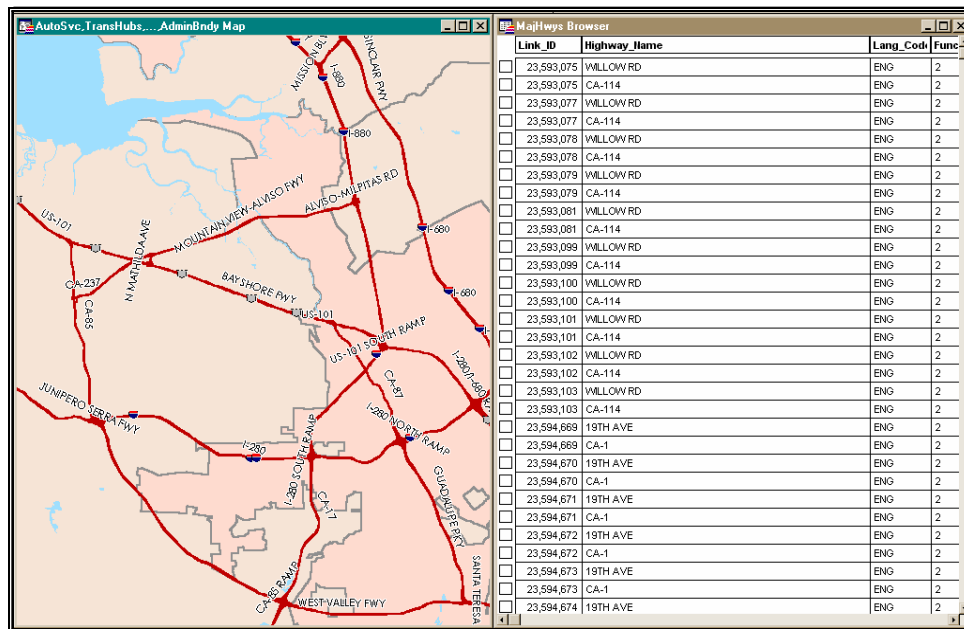 AutoSvc,TransHubs,...,AdminBndy Map
MISSION BLV
SINCLAIR FWY
I-880
I-880
ALVISO-MILPITAS RD
MOUNTAIN VIEW-ALVISO FWY
US-101
N MATHILDA AVE
I-680
CA-237
BAYSHORE FWY
I-680
CA-85
US-101
US-101 SOUTH RAMP
I-280/I-680
CA-87
JUNIPERO SERRA FWY
I-280 NORTH RAMP
I-280
I-280 SOUTH RAMP
CA-17
GUADALUPE PKY
SANTA TERESA
CA-85 RAMP
WEST VALLEY FWY
MajHwys Browser
Link_ID Highway_Name Lang_Code Func
23,593,075 WILLOW RD ENG 2
23,593,075 CA-114 ENG 2
23,593,077 WILLOW RD ENG 2
23,593,077 CA-114 ENG 2
23,593,078 WILLOW RD ENG 2
23,593,078 CA-114 ENG 2
23,593,079 WILLOW RD ENG 2
23,593,079 CA-114 ENG 2
23,593,081 WILLOW RD ENG 2
23,593,081 CA-114 ENG 2
23,593,099 WILLOW RD ENG 2
23,593,099 CA-114 ENG 2
23,593,100 WILLOW RD ENG 2
23,593,100 CA-114 ENG 2
23,593,101 WILLOW RD ENG 2
23,593,101 CA-114 ENG 2
23,593,102 WILLOW RD ENG 2
23,593,102 CA-114 ENG 2
23,593,103 WILLOW RD ENG 2
23,593,103 CA-114 ENG 2
23,594,669 19TH AVE ENG 2
23,594,669 CA-1 ENG 2
23,594,670 19TH AVE ENG 2
23,594,670 CA-1 ENG 2
23,594,671 19TH AVE ENG 2
23,594,671 CA-1 ENG 2
23,594,672 19TH AVE ENG 2
23,594,672 CA-1 ENG 2
23,594,673 19TH AVE ENG 2
23,594,673 CA-1 ENG 2
23,594,674 19TH AVE ENG 2